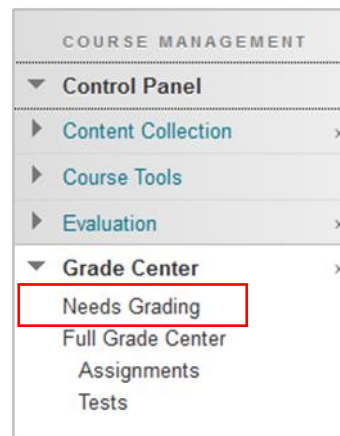 COURSE MANAGEMENT
Control Panel
Content Collection
Course Tools
Evaluation
Grade Center
Needs Grading
Full Grade Center
Assignments
Tests